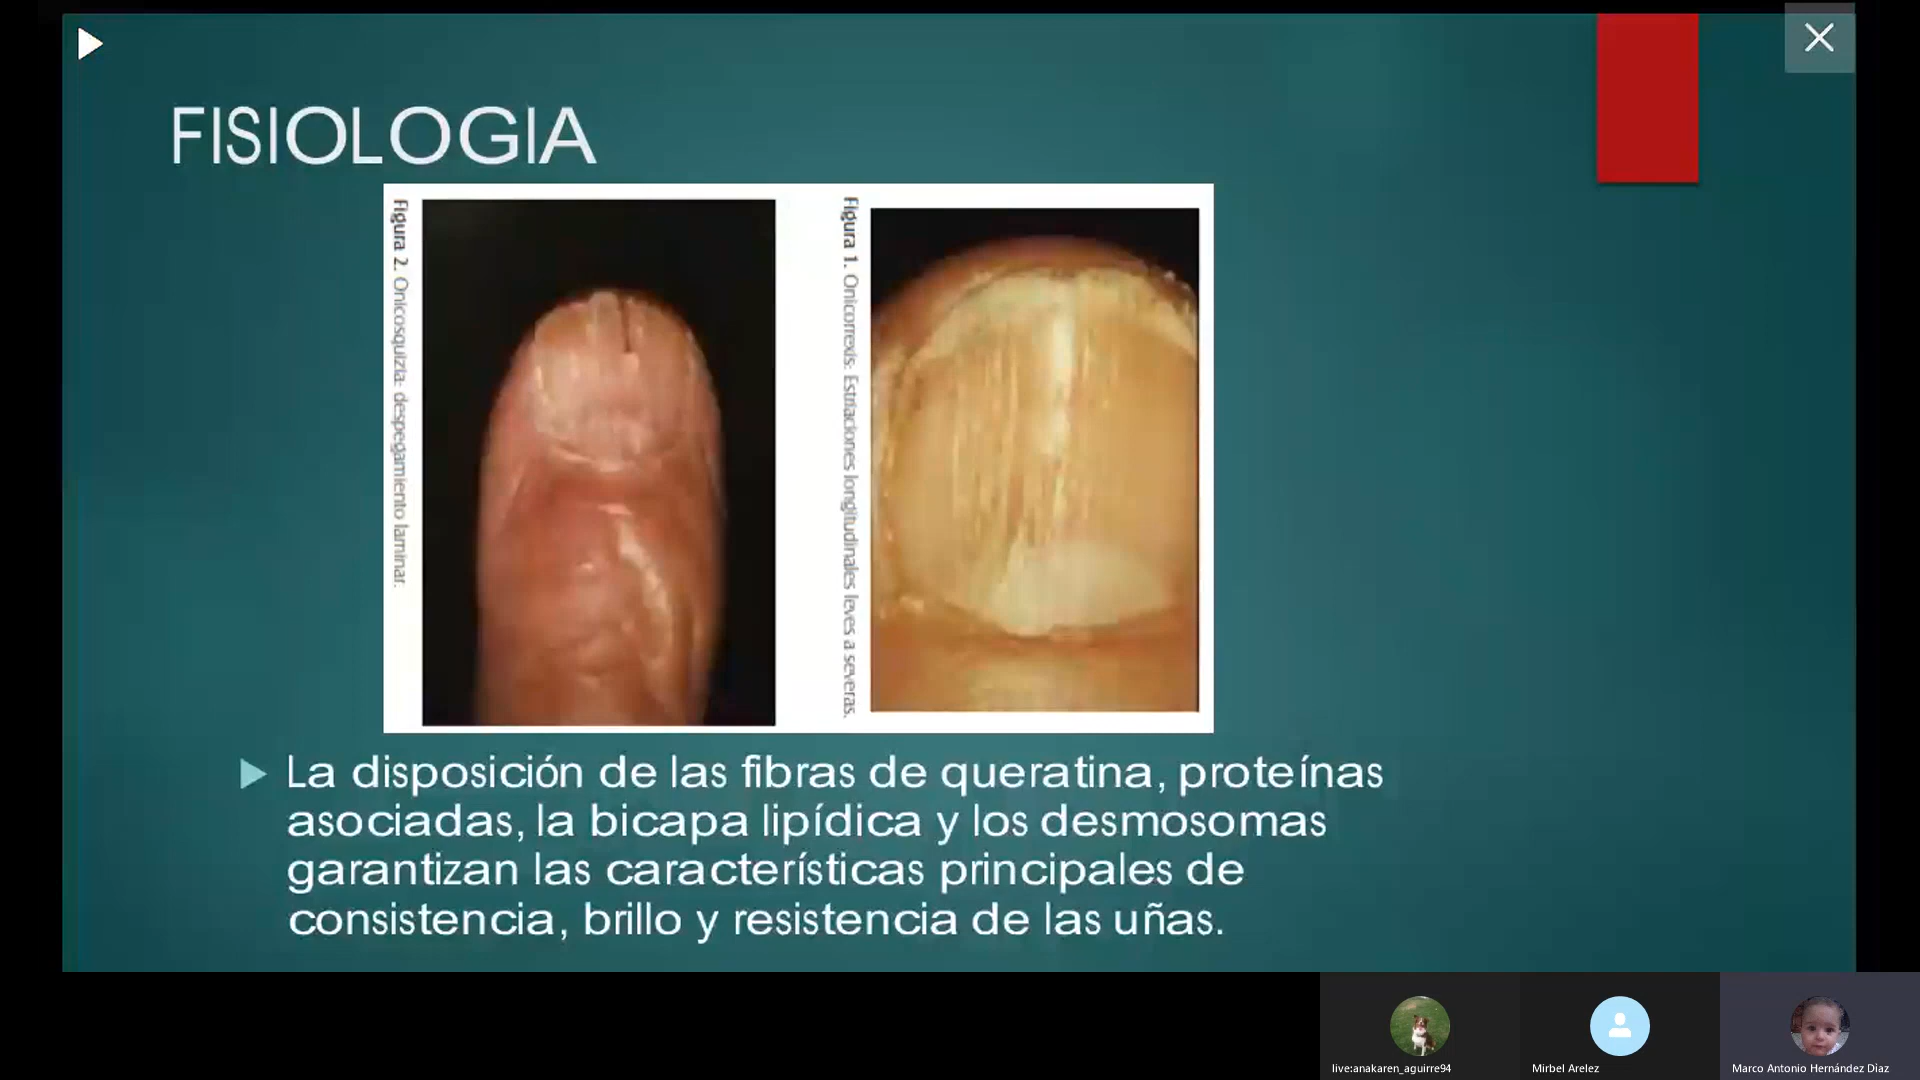 FISIOLOGIA
Figura 2. Onicosquizia: despegamiento laminar.
Figura 1. Onicorrexis: Estriaciones longitudinales leves a severas.
La disposición de las fibras de queratina, proteínas
asociadas, la bicapa lipídica y los desmosomas
garantizan las características principales de
consistencia, brillo y resistencia de las uñas.
live:anakaren_aguirre94
Mirbel Arelez
Marco Antonio Hernández Dìaz